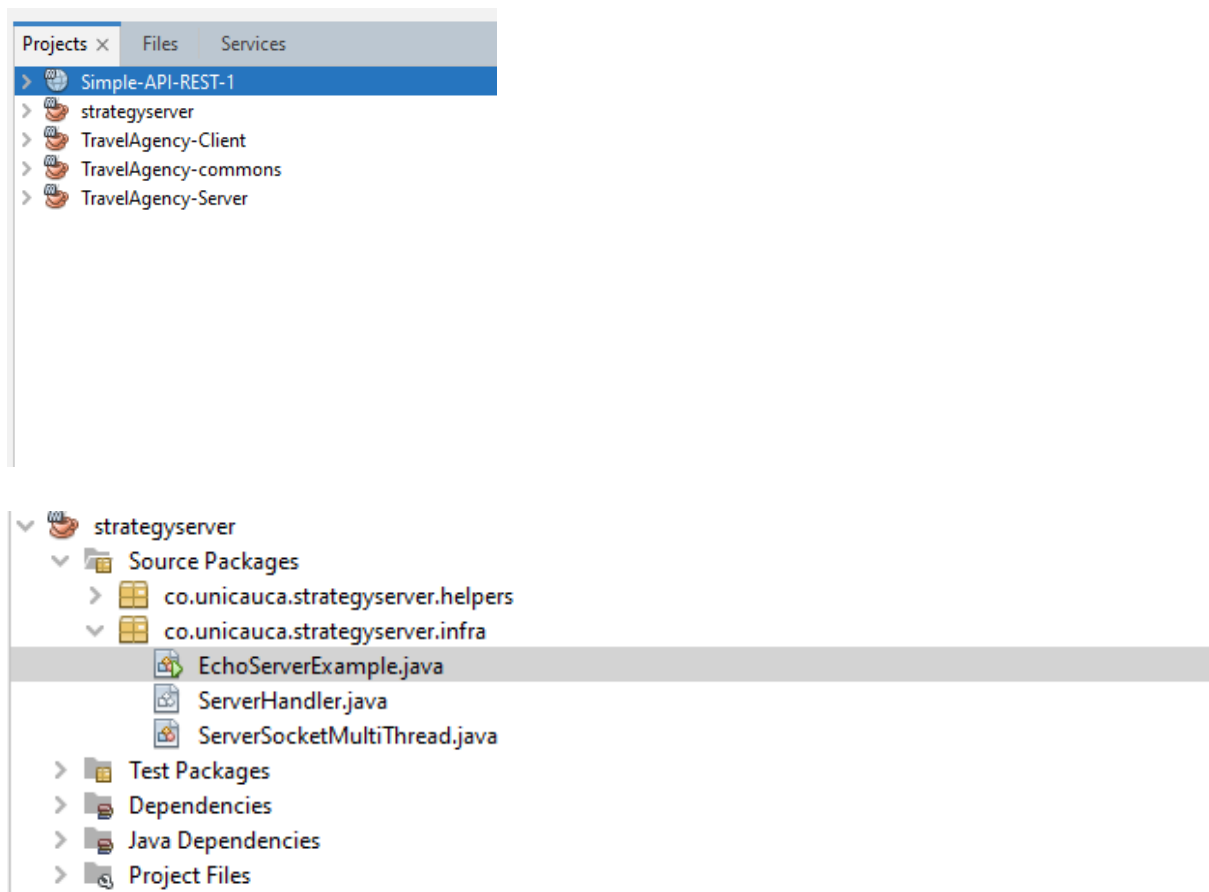 Projects × Files Services
Simple-API-REST-1
strategyserver
TravelAgency-Client
TravelAgency-commons
TravelAgency-Server
strategyserver
Source Packages
co.unicauca.strategyserver.helpers
co.unicauca.strategyserver.infra
EchoServerExample.java
ServerHandler.java
ServerSocketMultiThread.java
Test Packages
Dependencies
Java Dependencies
Project Files